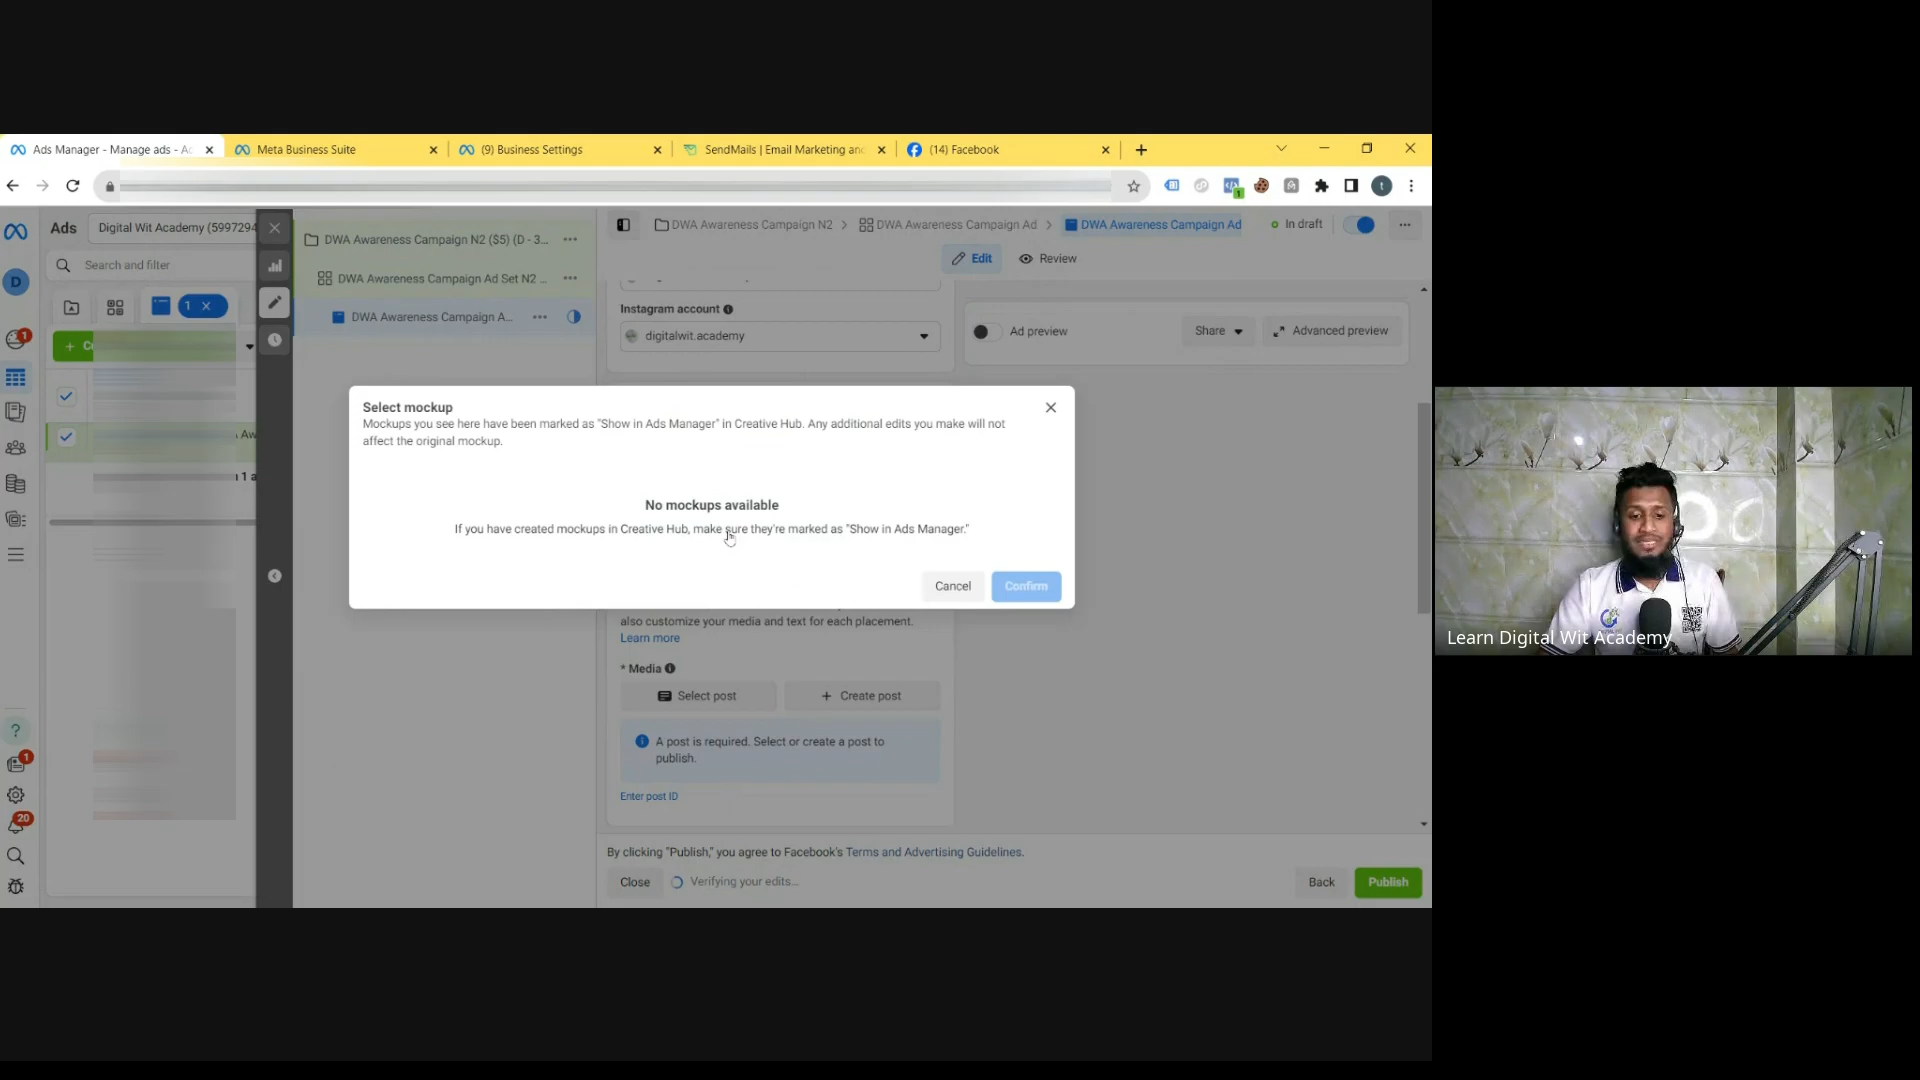 Ads Manager - Manage ads - Ac
Meta Business Suite
(9) Business Settings
SendMails | Email Marketing and
(14) Facebook
t
1
Ads
Digital Wit Academy (5997294
Search and filter
D
1
1
1
20
DWA Awareness Campaign N2 ($5) (D - 3...
DWA Awareness Campaign Ad Set N2 ...
DWA Awareness Campaign A...
DWA Awareness Campaign N2
DWA Awareness Campaign Ad
DWA Awareness Campaign Ad
In draft
Edit
Review
Instagram account
digitalwit.academy
Ad preview
Share
Advanced preview
Select mockup
Mockups you see here have been marked as "Show in Ads Manager" in Creative Hub. Any additional edits you make will not
affect the original mockup.
No mockups available
If you have created mockups in Creative Hub, make sure they're marked as "Show in Ads Manager."
Cancel
Confirm
also customize your media and text for each placement.
Learn more
* Media
Select post
+ Create post
A post is required. Select or create a post to
publish.
Enter post ID
By clicking "Publish," you agree to Facebook's Terms and Advertising Guidelines.
Close
Verifying your edits...
Back
Publish
Learn Digital Wit Academy